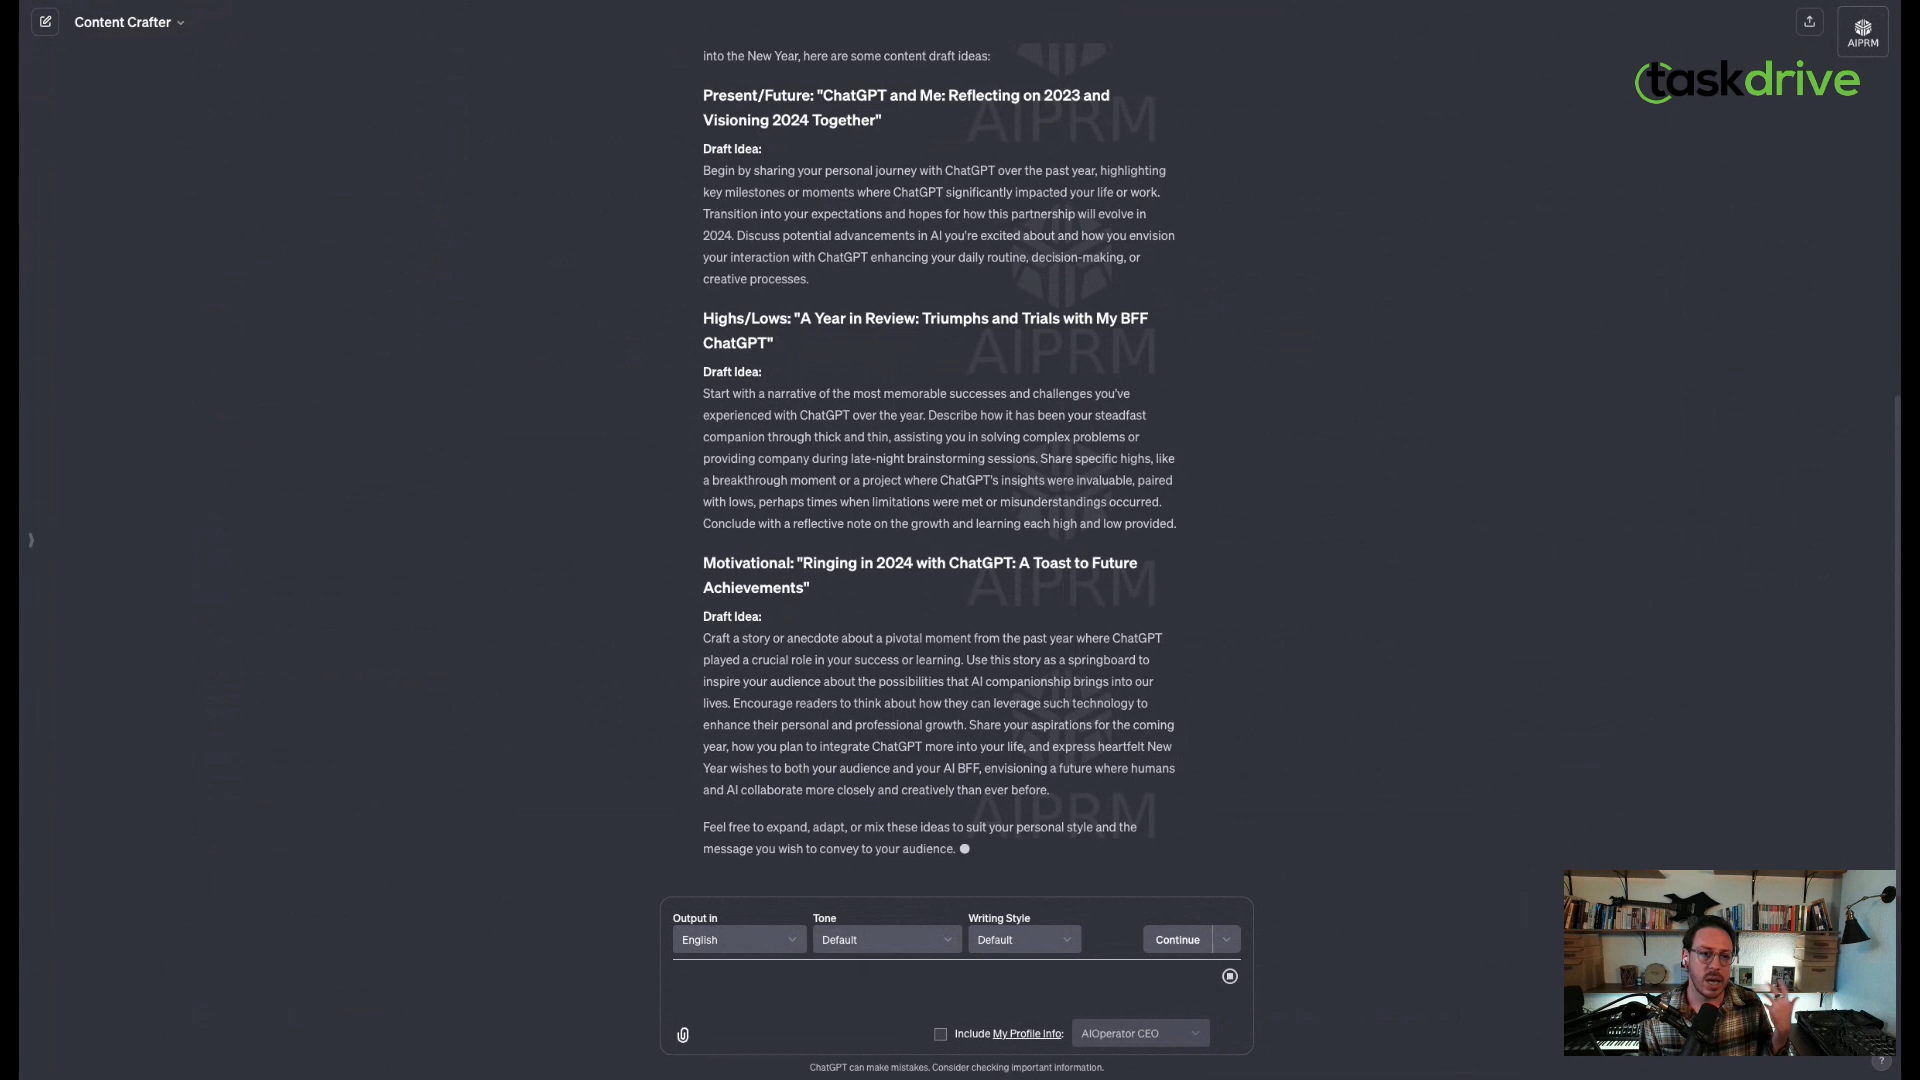 Content Crafter
AIPRM
taskdrive
into the New Year, here are some content draft ideas:
Present/Future: "ChatGPT and Me: Reflecting on 2023 and
Visioning 2024 Together"
Draft Idea:
Begin by sharing your personal journey with ChatGPT over the past year, highlighting
key milestones or moments where ChatGPT significantly impacted your life or work.
Transition into your expectations and hopes for how this partnership will evolve in
2024. Discuss potential advancements in AI you're excited about and how you envision
your interaction with ChatGPT enhancing your daily routine, decision-making, or
creative processes.
Highs/Lows: "A Year in Review: Triumphs and Trials with My BFF
ChatGPT"
Draft Idea:
Start with a narrative of the most memorable successes and challenges you've
experienced with ChatGPT over the year. Describe how it has been your steadfast
companion through thick and thin, assisting you in solving complex problems or
providing company during late-night brainstorming sessions. Share specific highs, like
a breakthrough moment or a project where ChatGPT's insights were invaluable, paired
with lows, perhaps times when limitations were met or misunderstandings occurred.
Conclude with a reflective note on the growth and learning each high and low provided.
Motivational: "Ringing in 2024 with ChatGPT: A Toast to Future
Achievements"
Draft Idea:
Craft a story or anecdote about a pivotal moment from the past year where ChatGPT
played a crucial role in your success or learning. Use this story as a springboard to
inspire your audience about the possibilities that AI companionship brings into our
lives. Encourage readers to think about how they can leverage such technology to
enhance their personal and professional growth. Share your aspirations for the coming
year, how you plan to integrate ChatGPT more into your life, and express heartfelt New
Year wishes to both your audience and your AI BFF, envisioning a future where humans
and AI collaborate more closely and creatively than ever before.
Feel free to expand, adapt, or mix these ideas to suit your personal style and the
message you wish to convey to your audience.
AIPRM
AIPRM
AIPRM
AIPRM
Output in Tone Writing Style
English Default Default Continue
Include My Profile Info: AIOperator CEO
ChatGPT can make mistakes. Consider checking important information.
?